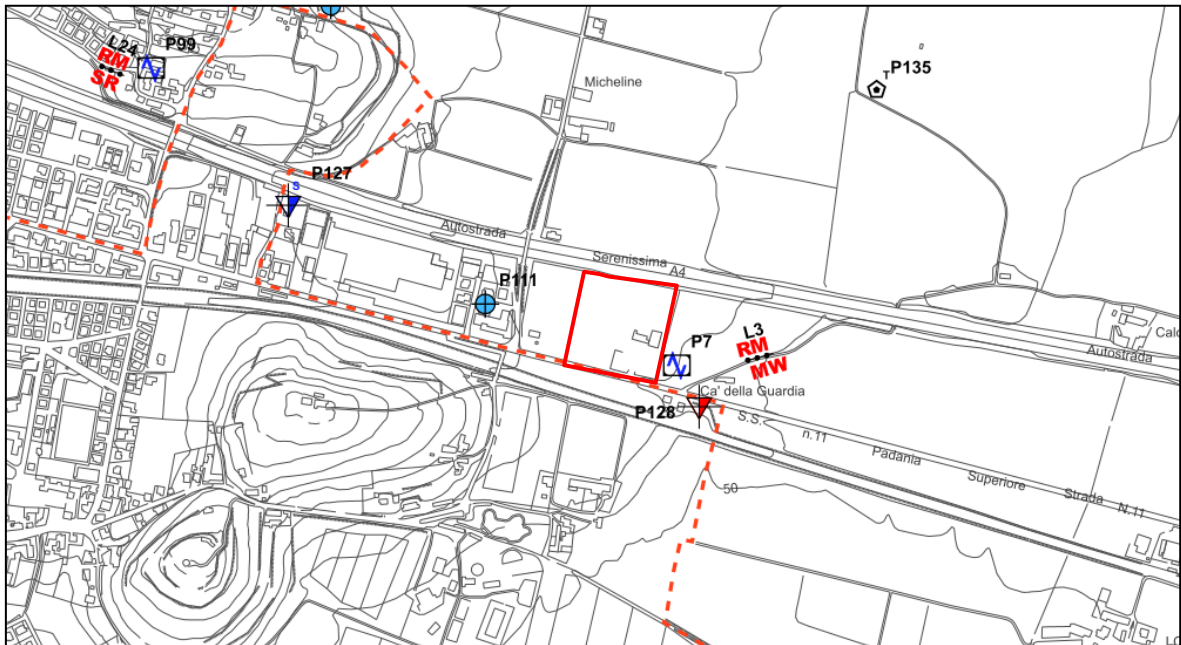 L24
P99
RM
SR
Micheline
T
P135
P127
S
Autostrada
Serenissima
A4
P111
P7
L3
RM
MW
Autostrada
Ca' della Guardia
P128
S.S.
n.11
Padania
Superiore
Strada
N.11
50